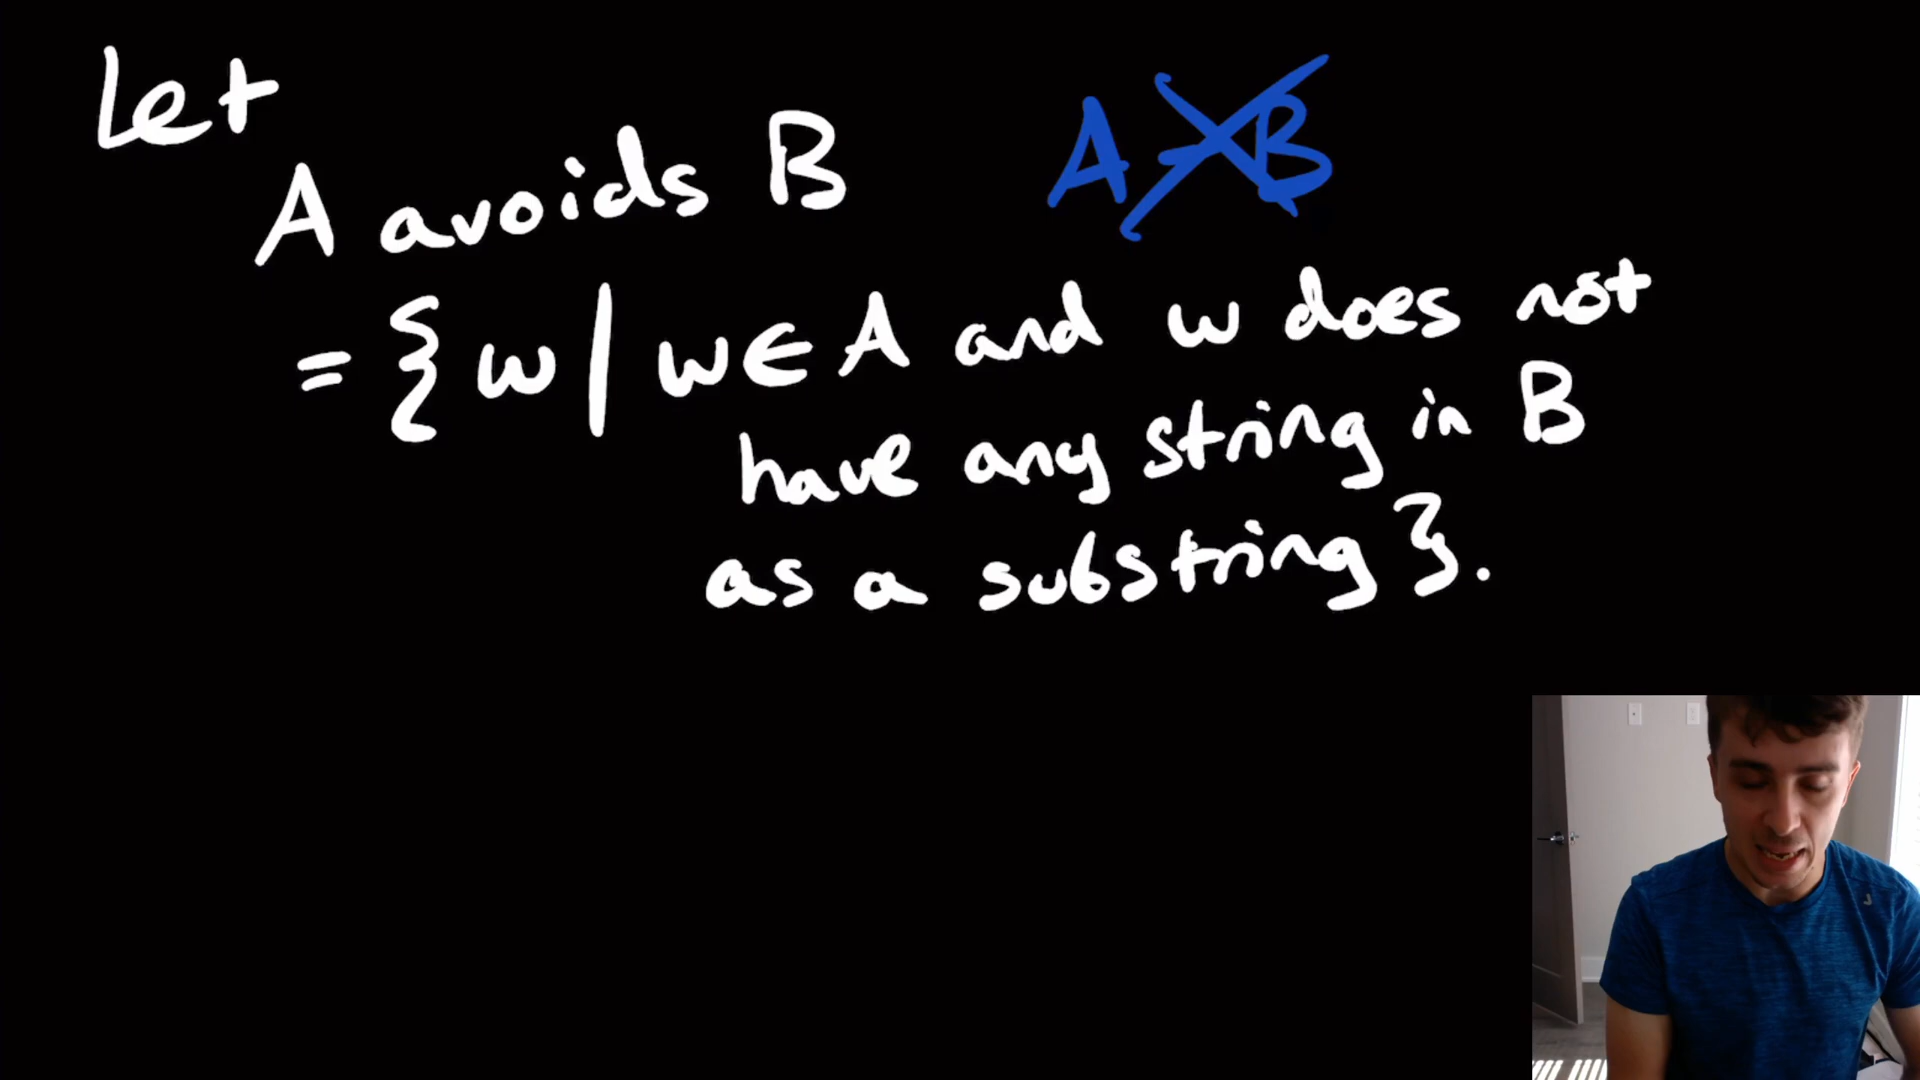 Let
A avoids B
A - B
= { w | w ∈ A and w does not
have any string in B
as a substring }.